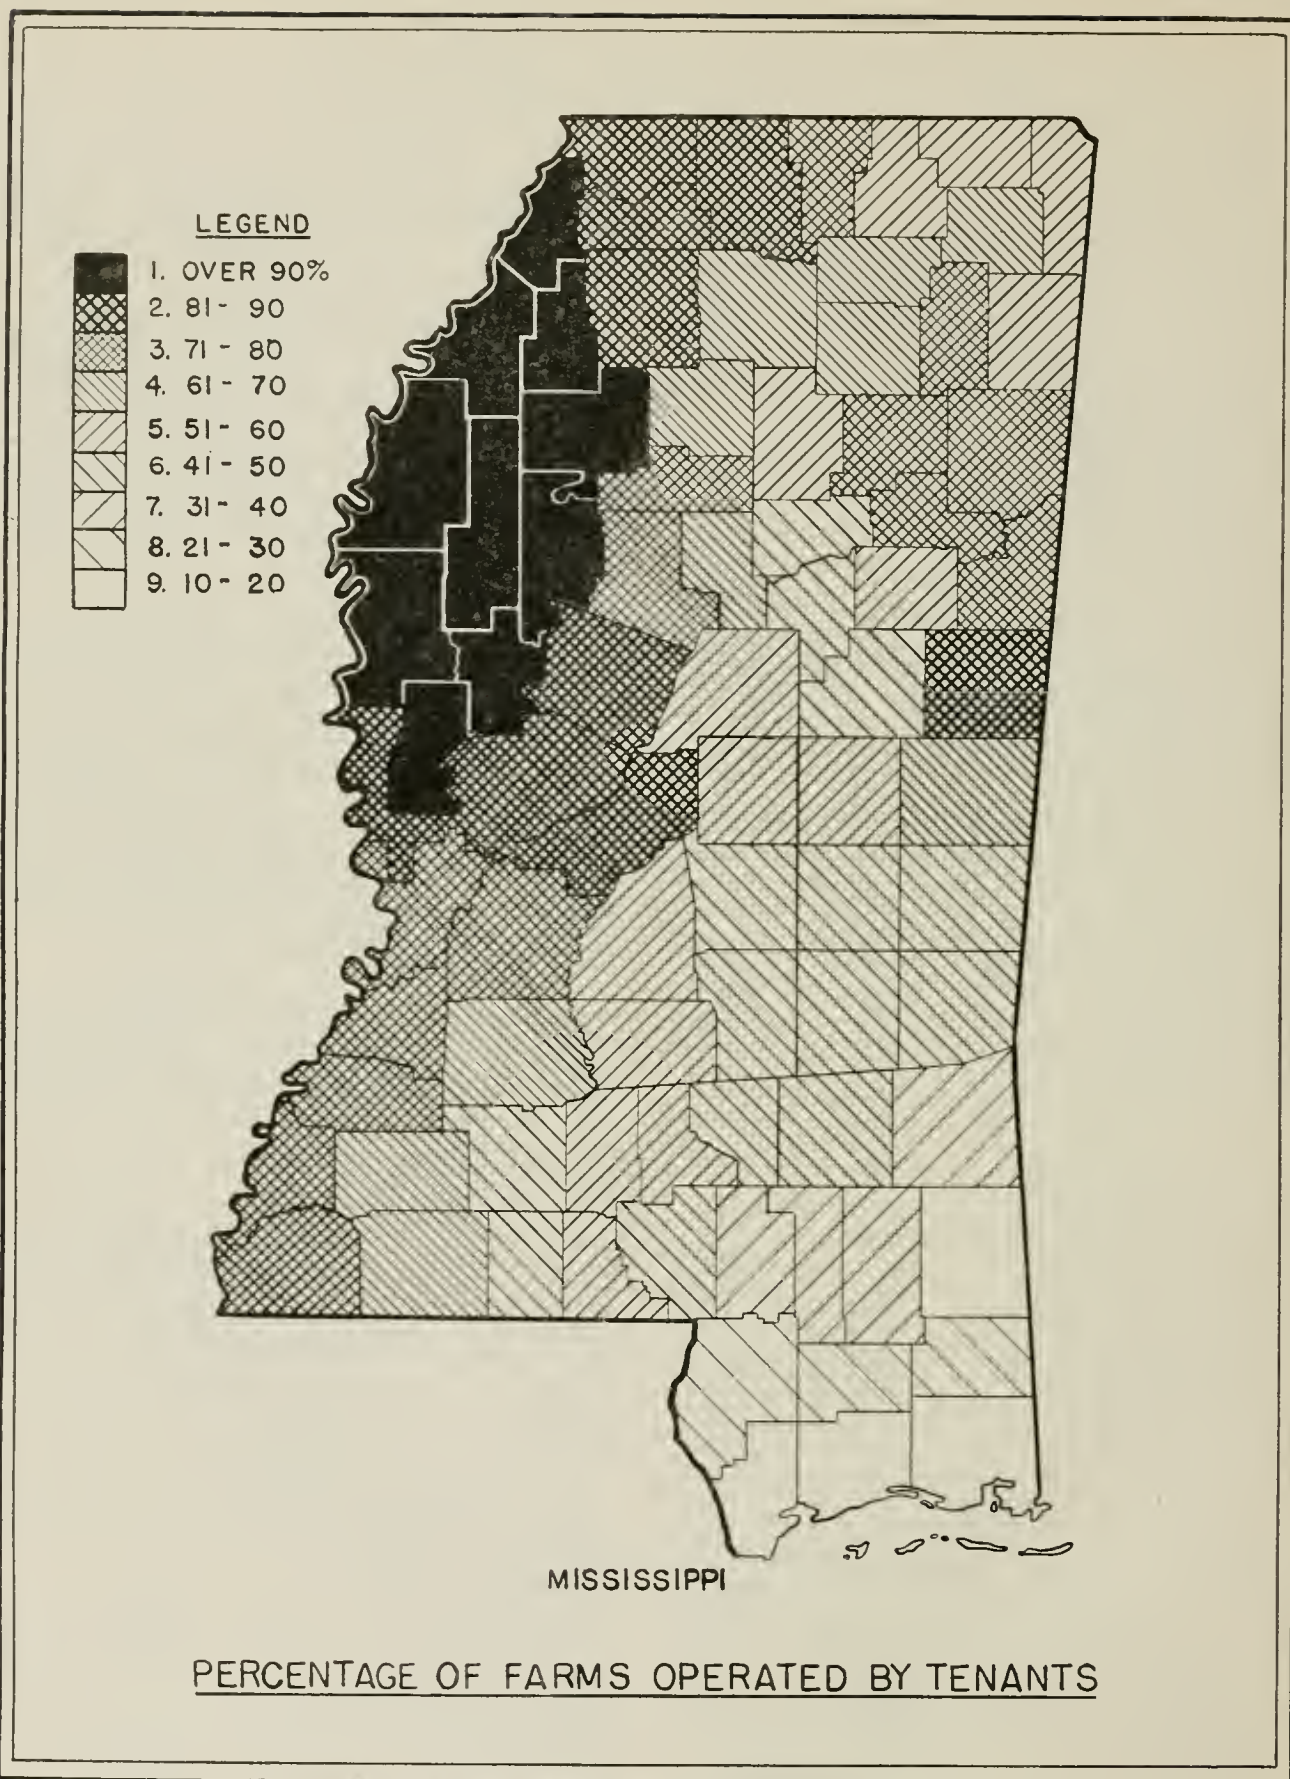 LEGEND
1. OVER 90%
2. 81- 90
3. 71- 80
4. 61- 70
5. 51- 60
6. 41- 50
7. 31- 40
8. 21- 30
9. 10- 20
MISSISSIPPI
PERCENTAGE OF FARMS OPERATED BY TENANTS